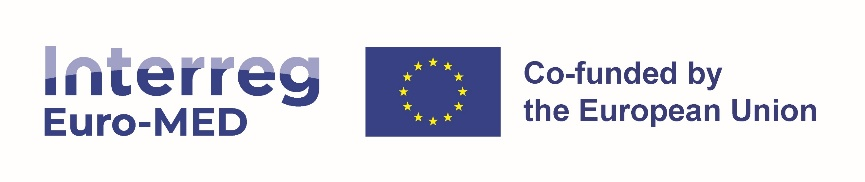 Interreg
Euro-MED
Co-funded by
the European Union